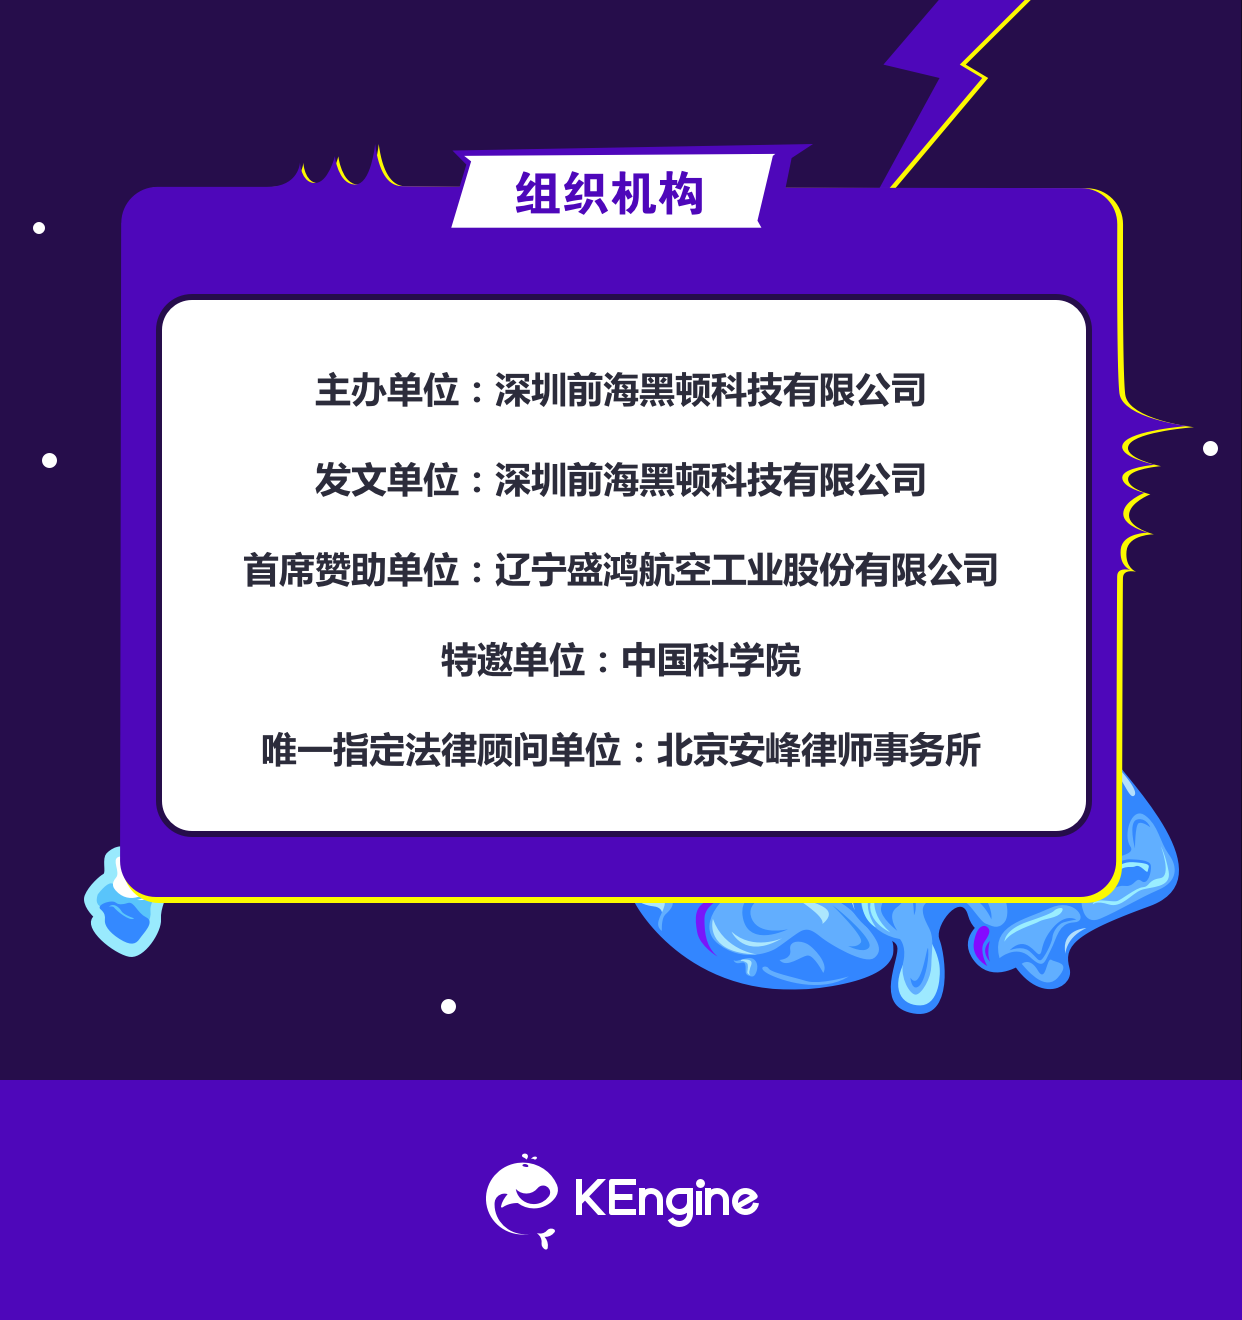 组织机构
主办单位：深圳前海黑顿科技有限公司
发文单位：深圳前海黑顿科技有限公司
首席赞助单位：辽宁盛鸿航空工业股份有限公司
特邀单位：中国科学院
唯一指定法律顾问单位：北京安峰律师事务所
KEngine